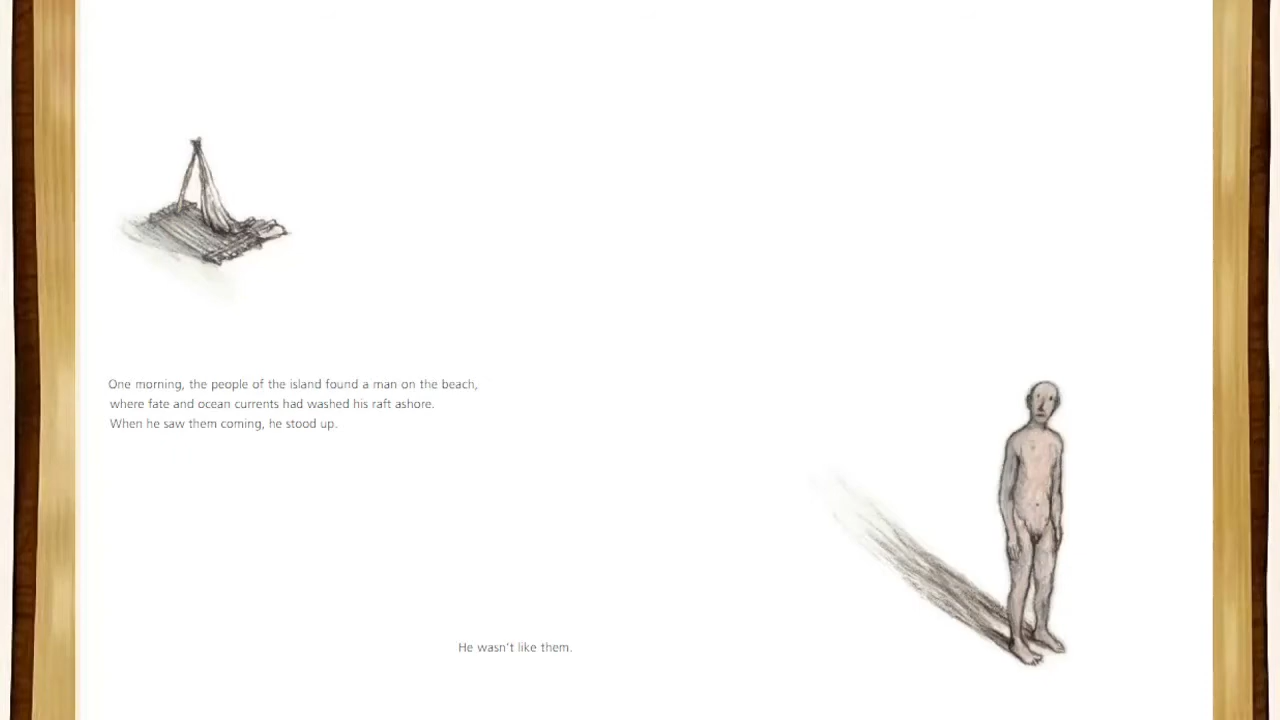 One morning, the people of the island found a man on the beach,
where fate and ocean currents had washed his raft ashore.
When he saw them coming, he stood up.
He wasn't like them.